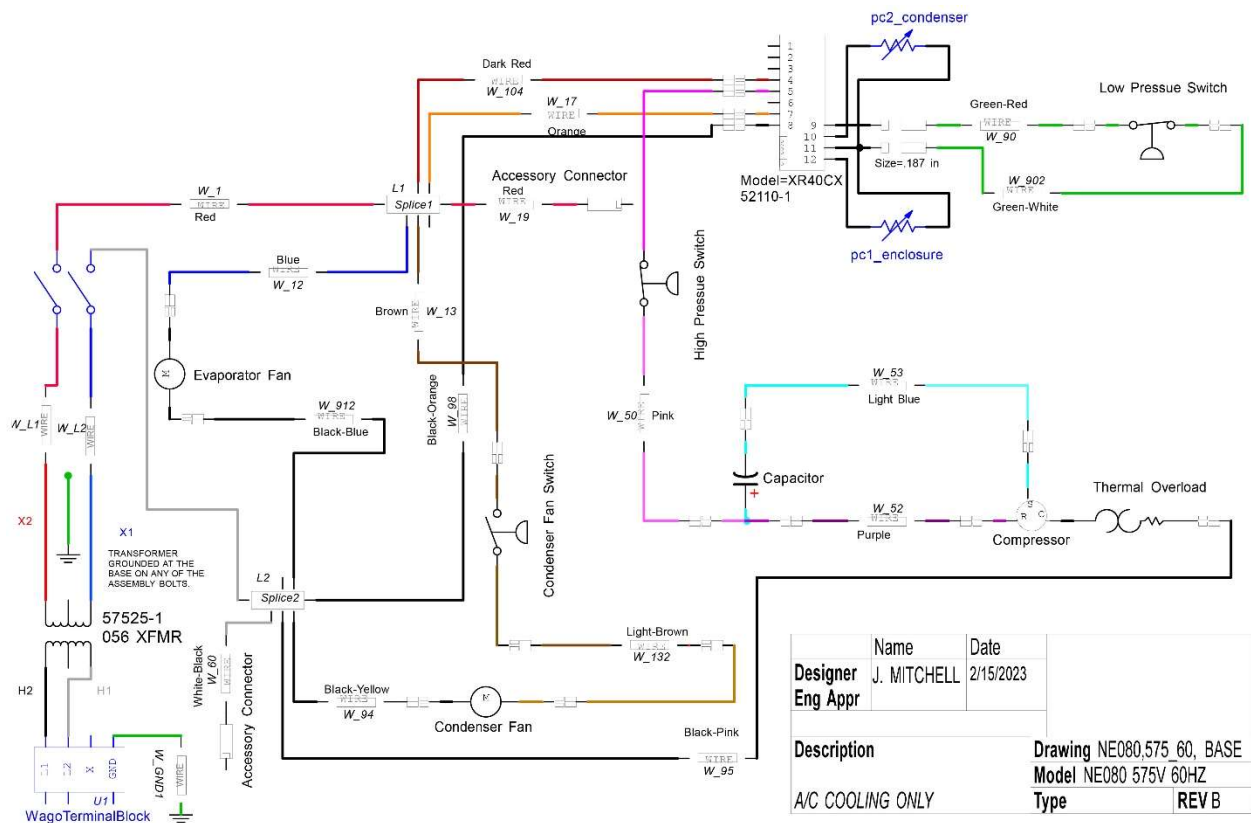 pc2_condenser
1
2
3
4
5
6
7
8
9
10
11
12
Dark Red
WIRE
W_104
W_17
WIRE
Orange
Green-Red
WIRE
W_90
Low Pressue Switch
Size=.187 in
Model=XR40CX
52110-1
W_902
WIRE
Green-White
pc1_enclosure
W_1
WIRE
Red
L1
Splice1
Accessory Connector
Red
WIRE
W_19
Blue
WIRE
W_12
Brown
WIRE
W_13
High Pressue Switch
M
Evaporator Fan
W_912
WIRE
Black-Blue
Black-Orange
WIRE
W_98
W_50
WIRE
Pink
W_53
WIRE
Light Blue
W_L1
WIRE
W_L2
WIRE
Capacitor
+
Condenser Fan Switch
W_52
WIRE
Purple
S
R
C
Compressor
Thermal Overload
X2
X1
TRANSFORMER
GROUNDED AT THE
BASE ON ANY OF THE
ASSEMBLY BOLTS.
L2
Splice2
57525-1
056 XFMR
White-Black
W_60
WIRE
Accessory Connector
Light-Brown
WIRE
W_132
Black-Yellow
WIRE
W_94
M
Condenser Fan
Black-Pink
WIRE
W_95
H2
H1
L2
X
GND
U1
W_GND1
WIRE
WagoTerminalBlock
Name Date
Designer J. MITCHELL 2/15/2023
Eng Appr
Description Drawing NE080,575_60, BASE
Model NE080 575V 60HZ
A/C COOLING ONLY Type REV B